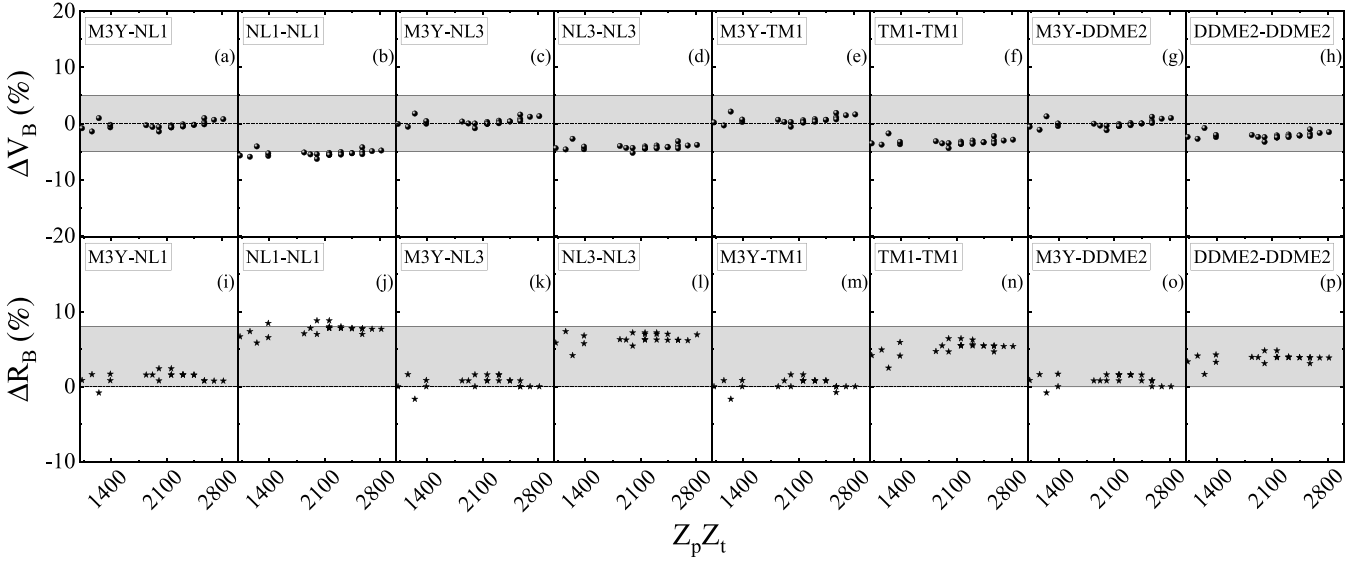 20
10
0
-10
-20
ΔV_B (%)
M3Y-NL1
(a)
NL1-NL1
(b)
M3Y-NL3
(c)
NL3-NL3
(d)
M3Y-TM1
(e)
TM1-TM1
(f)
M3Y-DDME2
(g)
DDME2-DDME2
(h)
10
0
-10
ΔR_B (%)
M3Y-NL1
(i)
NL1-NL1
(j)
M3Y-NL3
(k)
NL3-NL3
(l)
M3Y-TM1
(m)
TM1-TM1
(n)
M3Y-DDME2
(o)
DDME2-DDME2
(p)
1400 2100 2800 1400 2100 2800 1400 2100 2800 1400 2100 2800 1400 2100 2800 1400 2100 2800 1400 2100 2800 1400 2100 2800
Z_pZ_t